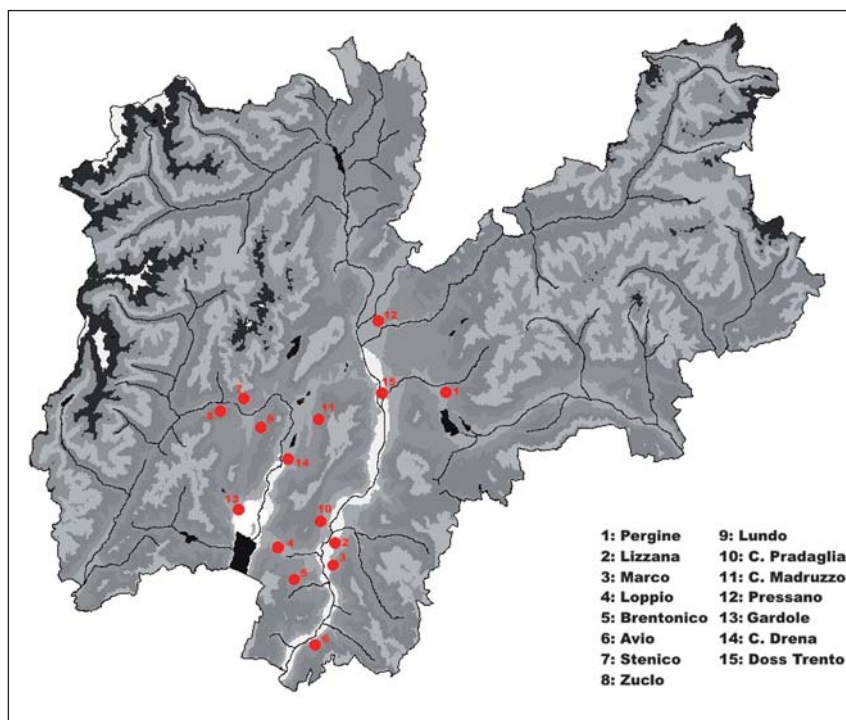 12
15
1
7
8
11
9
14
13
10
4
2
3
5
6
1: Pergine
2: Lizzana
3: Marco
4: Loppio
5: Brentonico
6: Avio
7: Stenico
8: Zuclo
9: Lundo
10: C. Pradaglia
11: C. Madruzzo
12: Pressano
13: Gardole
14: C. Drena
15: Doss Trento